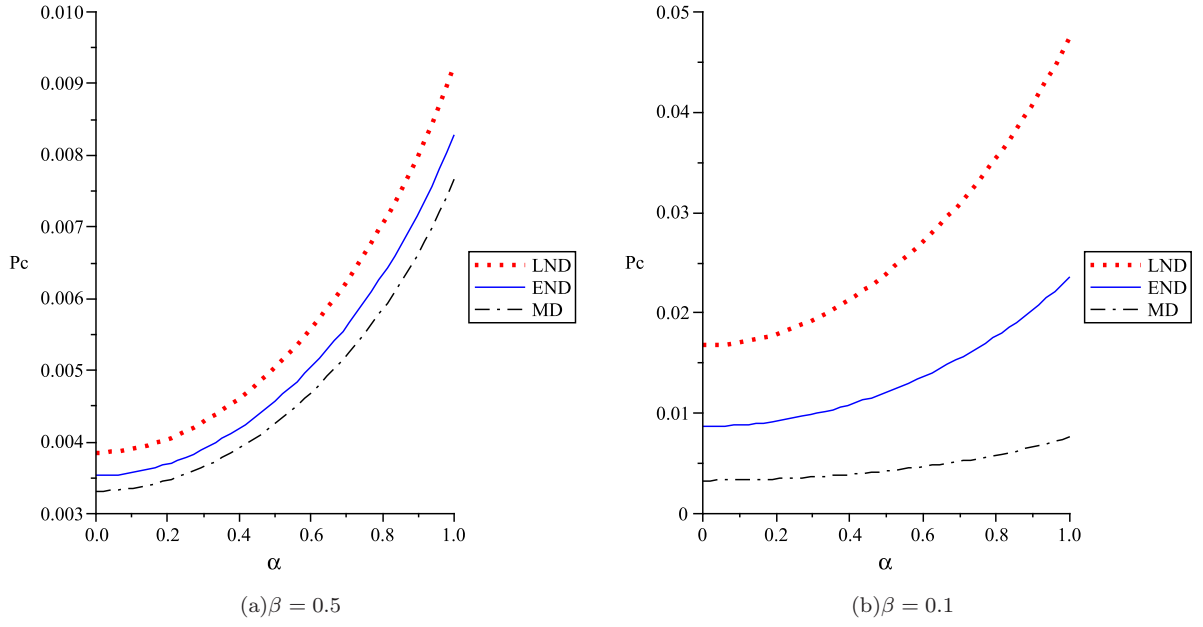 0.010
0.009
0.008
0.007
Pc
0.006
0.005
0.004
0.003
0.0 0.2 0.4 0.6 0.8 1.0
α
LND
END
MD
(a)β = 0.5
0.05
0.04
0.03
Pc
0.02
0.01
0
0 0.2 0.4 0.6 0.8 1.0
α
LND
END
MD
(b)β = 0.1